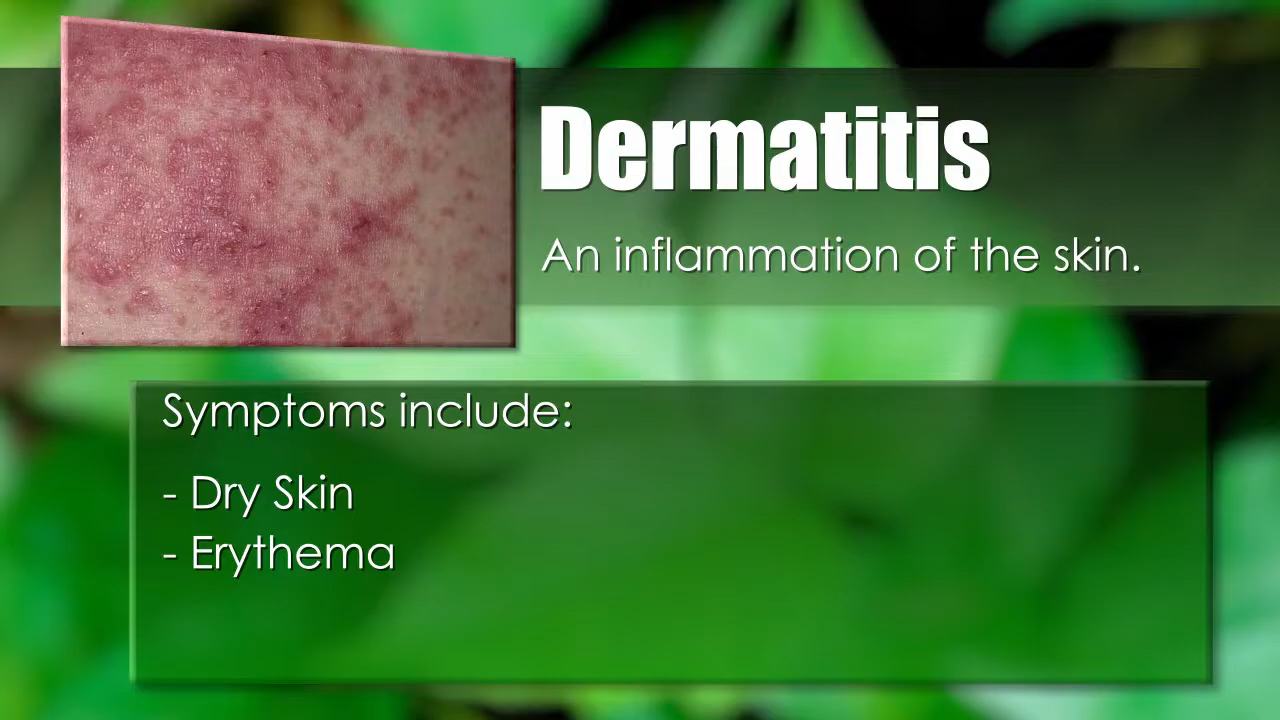 Dermatitis
An inflammation of the skin.
Symptoms include:
- Dry Skin
- Erythema